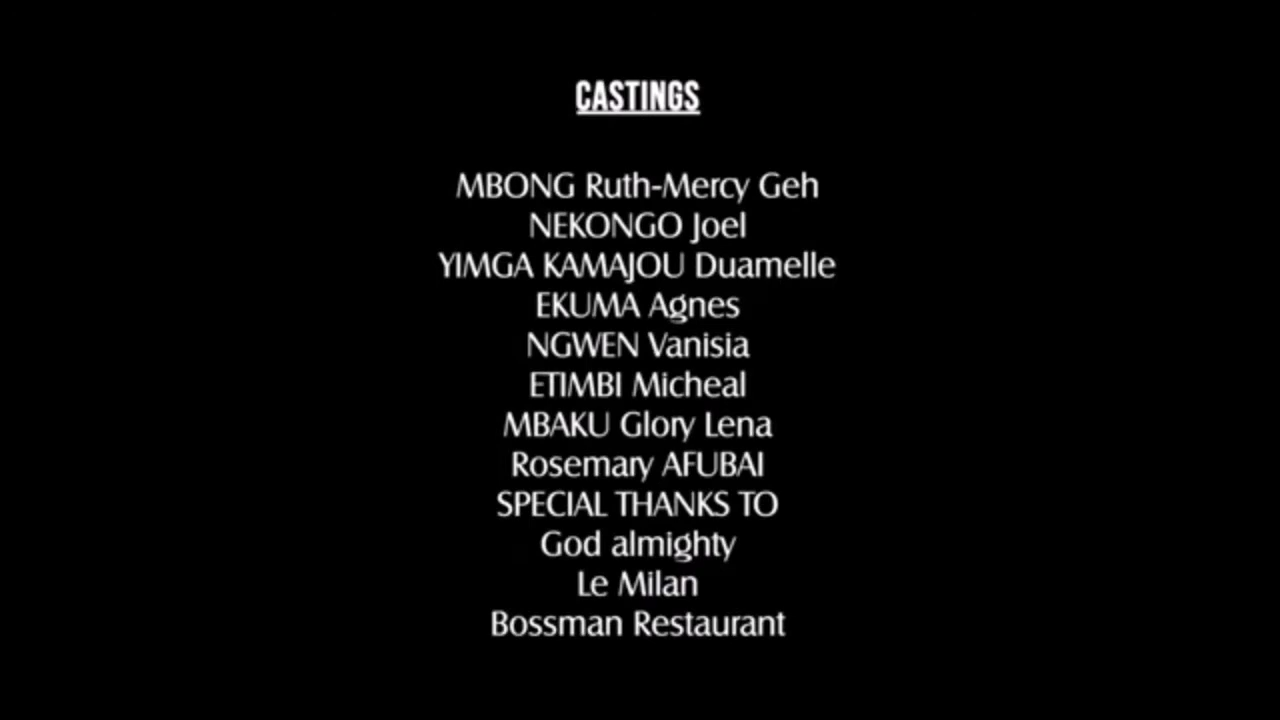 CASTINGS
MBONG Ruth-Mercy Geh
NEKONGO Joel
YIMGA KAMAJOU Duamelle
EKUMA Agnes
NGWEN Vanisia
ETIMBI Micheal
MBAKU Glory Lena
Rosemary AFUBAI
SPECIAL THANKS TO
God almighty
Le Milan
Bossman Restaurant